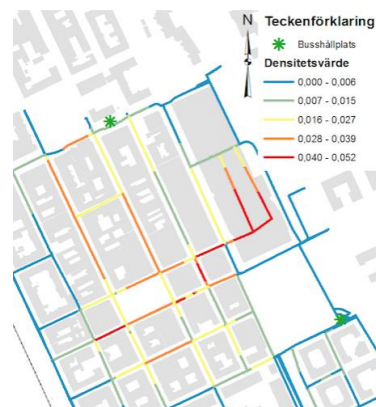 N
Teckenförklaring
Busshållplats
Densitetsvärde
0,000 - 0,006
0,007 - 0,015
0,016 - 0,027
0,028 - 0,039
0,040 - 0,052